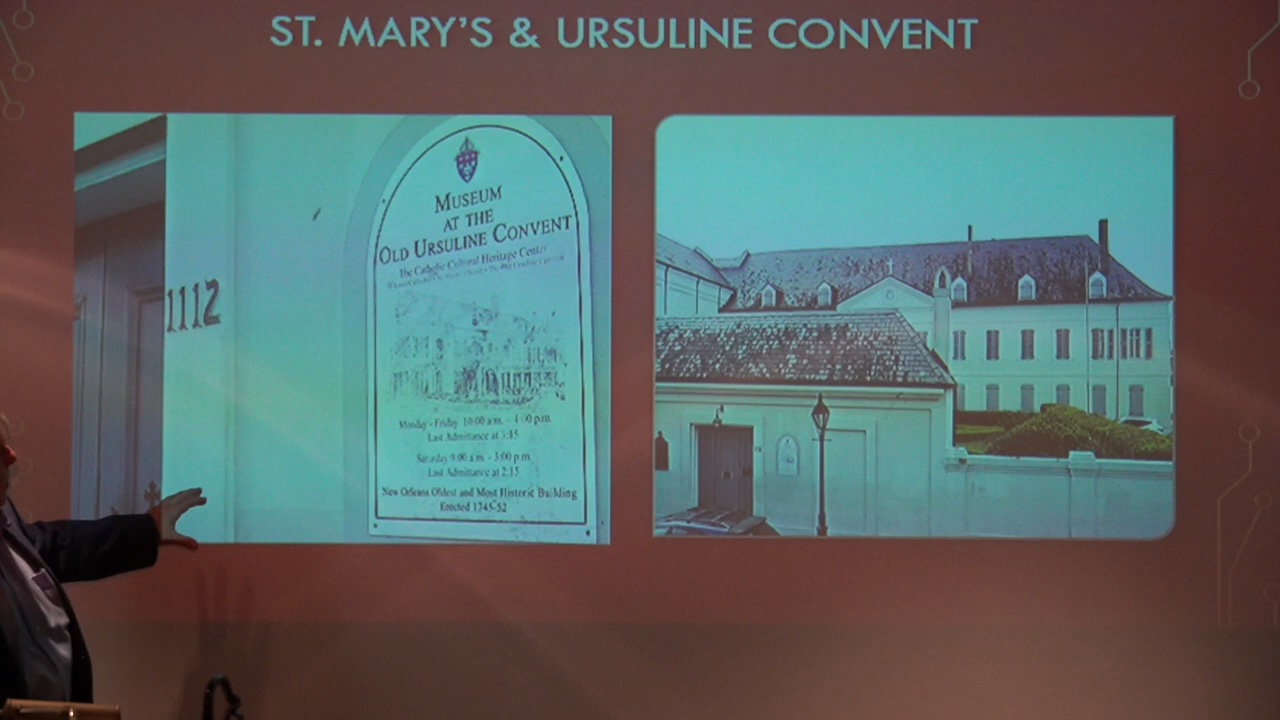 ST. MARY'S & URSULINE CONVENT
1112
MUSEUM
AT THE
OLD URSULINE CONVENT
The Catholic Cultural Heritage Center
Monday - Friday 10:00 a.m. - 4:00 p.m.
Last Admittance at 3:15
Saturday 9:00 a.m. - 3:00 p.m.
Last Admittance at 2:15
New Orleans Oldest and Most Historic Building
Erected 1745-52